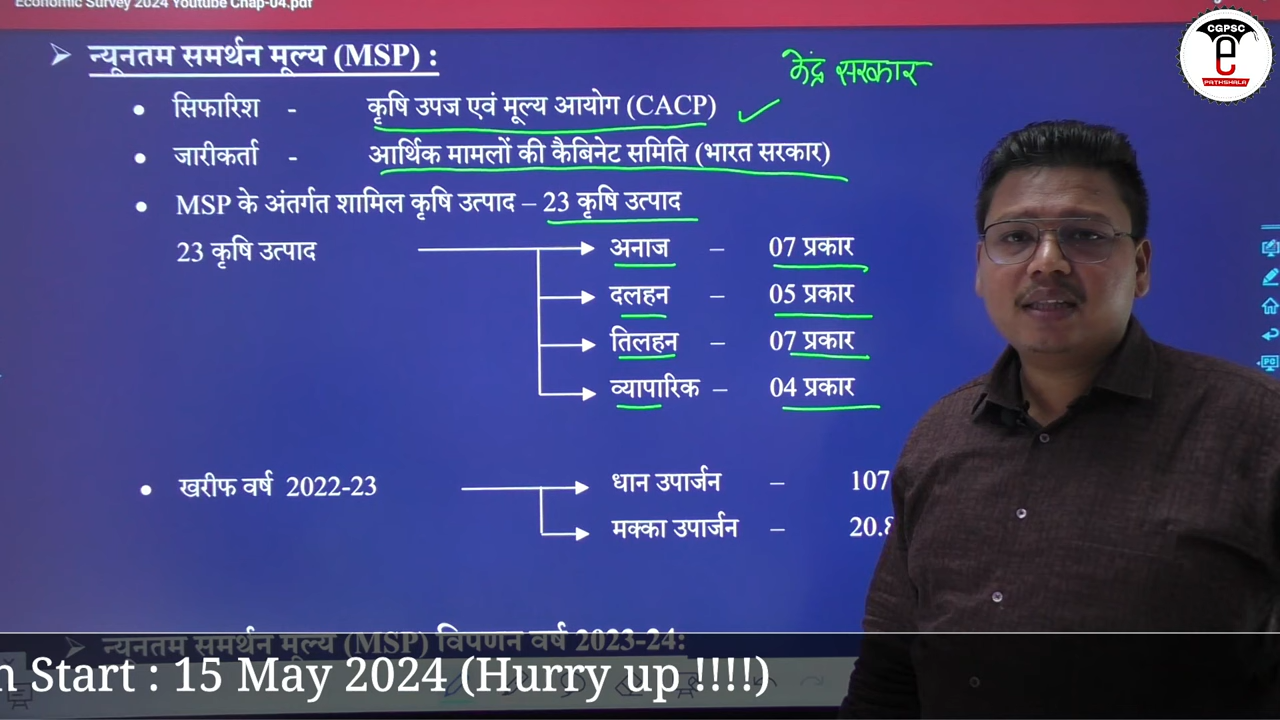 Economic Survey 2024 Youtube Chap-04.pdf
CGPSC
e
PATHSHALA
➢ न्यूनतम समर्थन मूल्य (MSP) :
केंद्र सरकार
• सिफारिश - कृषि उपज एवं मूल्य आयोग (CACP) ✓
• जारीकर्ता - आर्थिक मामलों की कैबिनेट समिति (भारत सरकार)
• MSP के अंतर्गत शामिल कृषि उत्पाद – 23 कृषि उत्पाद
23 कृषि उत्पाद अनाज – 07 प्रकार
दलहन – 05 प्रकार
तिलहन – 07 प्रकार
व्यापारिक – 04 प्रकार
• खरीफ वर्ष 2022-23 धान उपार्जन – 107
मक्का उपार्जन – 20.8
➢ न्यूनतम समर्थन मूल्य (MSP) विपणन वर्ष 2023-24:
n Start : 15 May 2024 (Hurry up !!!!)